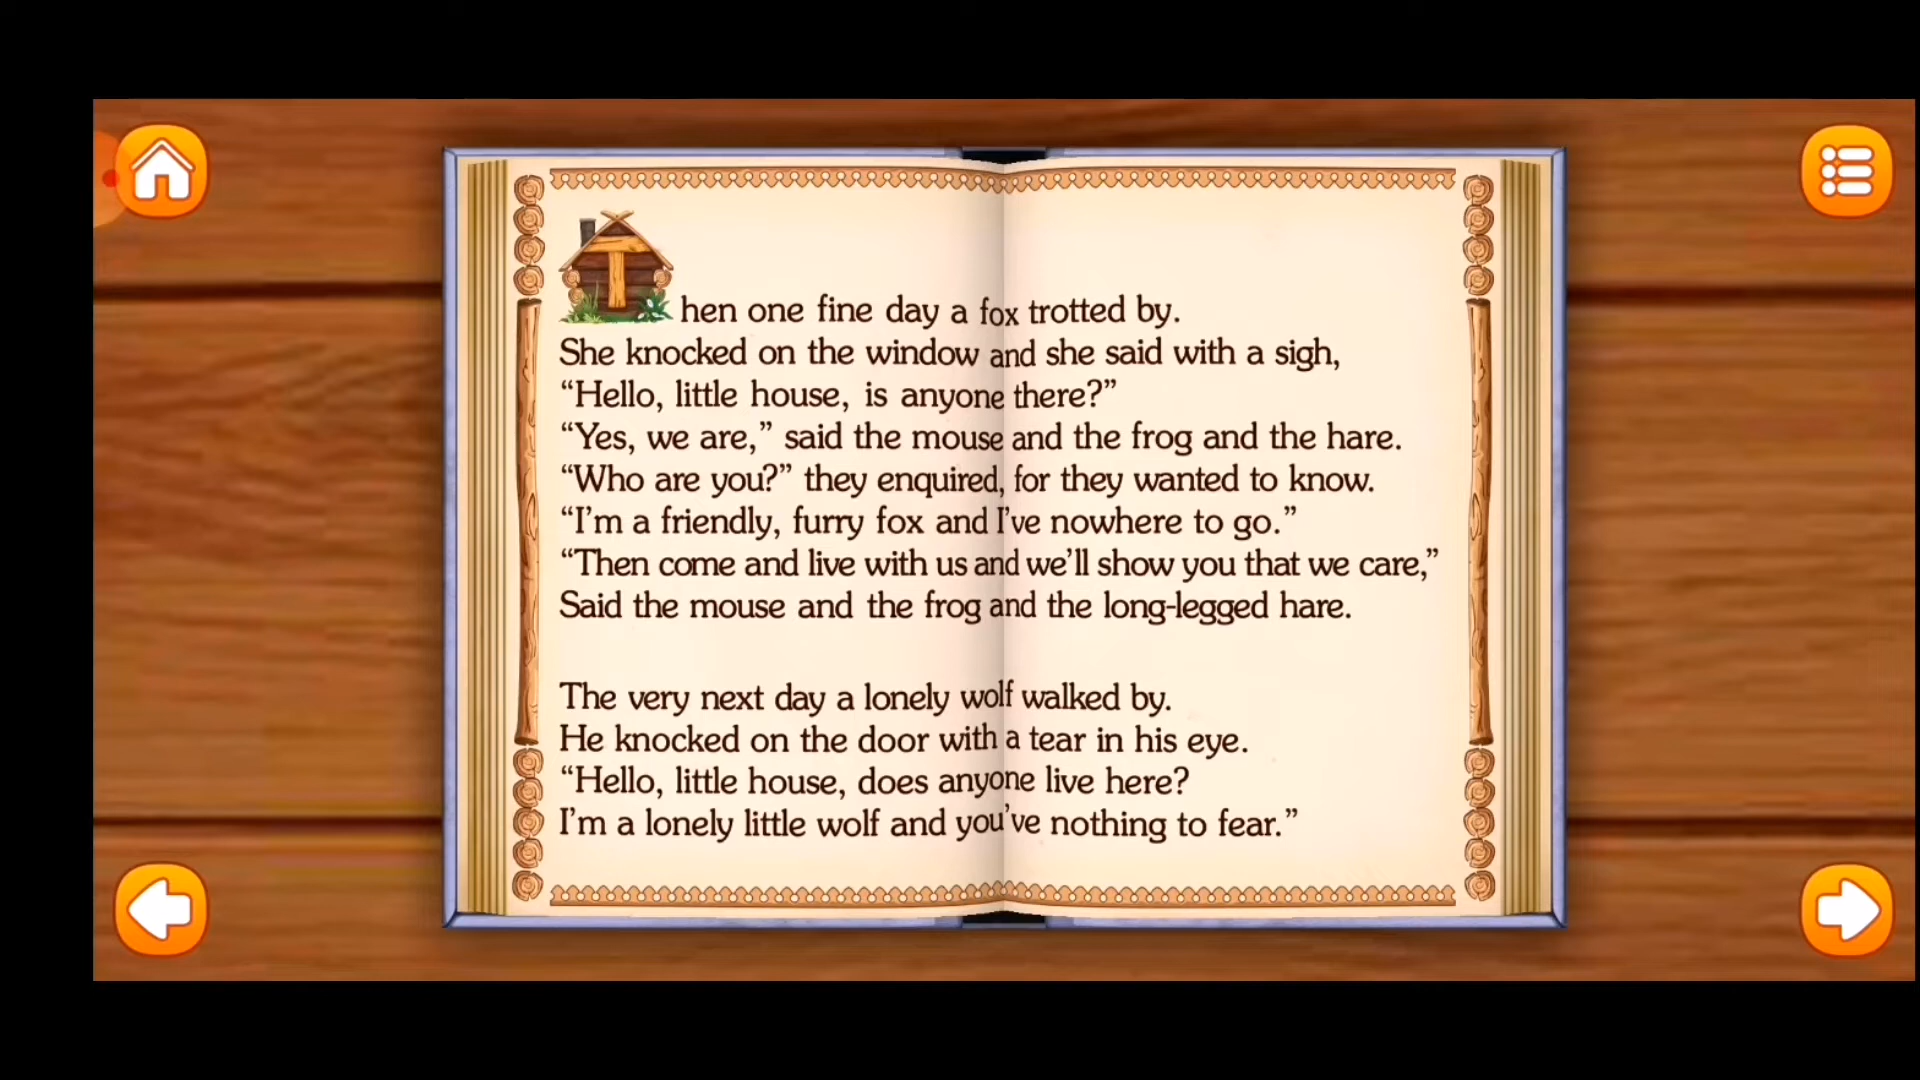 Then one fine day a fox trotted by.
She knocked on the window and she said with a sigh,
“Hello, little house, is anyone there?”
“Yes, we are,” said the mouse and the frog and the hare.
“Who are you?” they enquired, for they wanted to know.
“I’m a friendly, furry fox and I’ve nowhere to go.”
“Then come and live with us and we’ll show you that we care,”
Said the mouse and the frog and the long-legged hare.
The very next day a lonely wolf walked by.
He knocked on the door with a tear in his eye.
“Hello, little house, does anyone live here?
I’m a lonely little wolf and you’ve nothing to fear.”